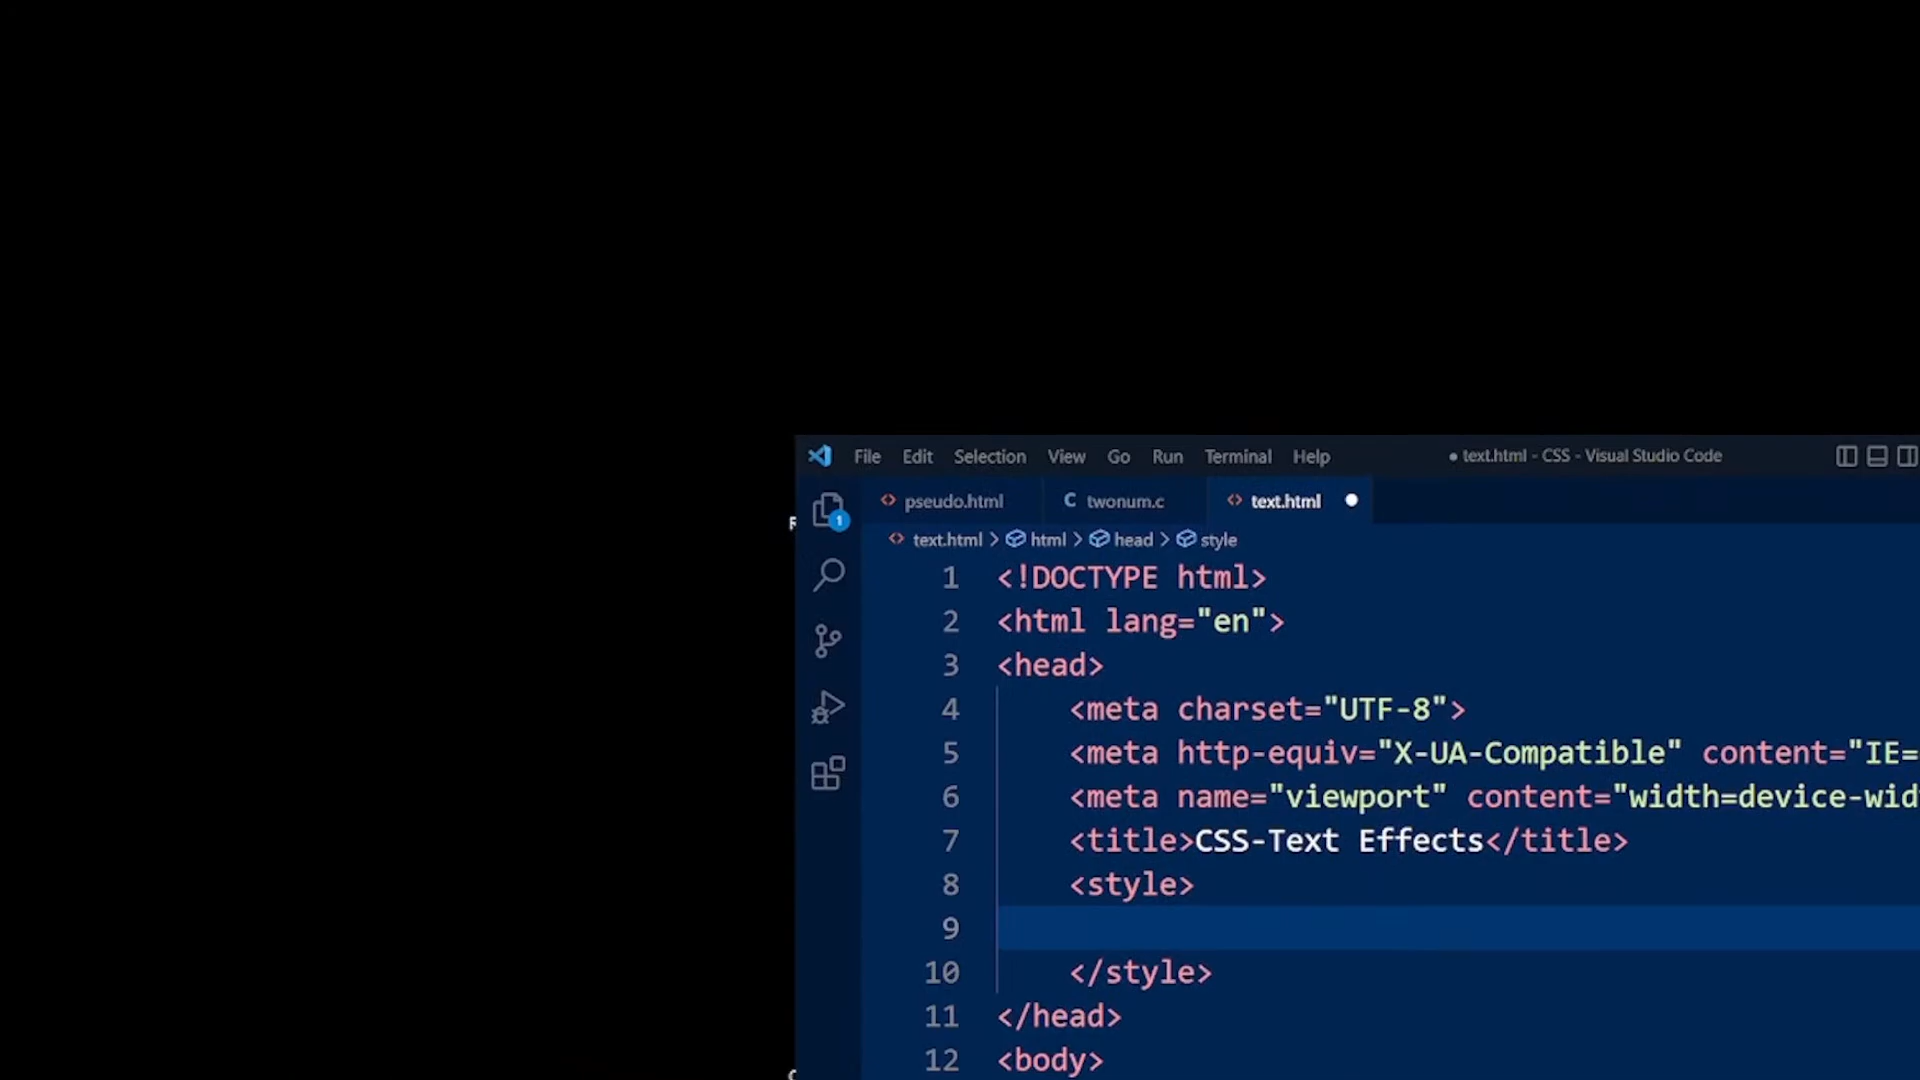 File Edit Selection View Go Run Terminal Help ● text.html - CSS - Visual Studio Code
pseudo.html C twonum.c text.html
1
text.html > html > head > style
1 <!DOCTYPE html>
2 <html lang="en">
3 <head>
4 <meta charset="UTF-8">
5 <meta http-equiv="X-UA-Compatible" content="IE=
6 <meta name="viewport" content="width=device-wid
7 <title>CSS-Text Effects</title>
8 <style>
9
10 </style>
11 </head>
12 <body>